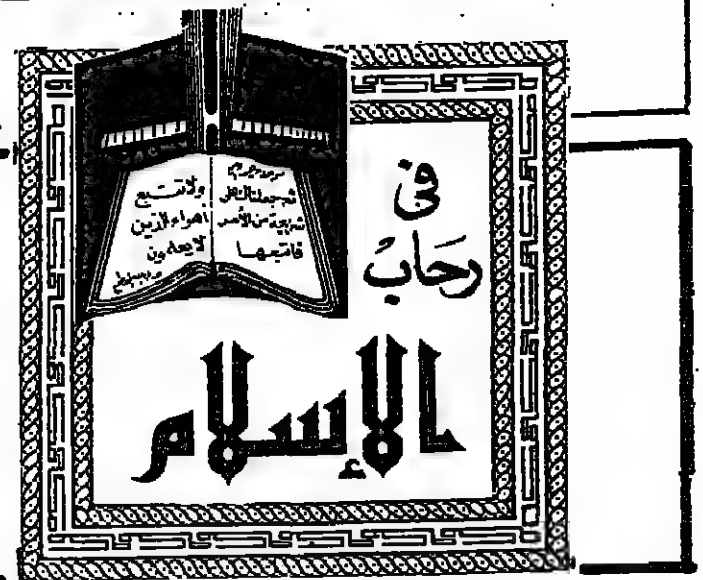 في
رحاب
الإسلام
ثم جعلناك على
شريعة من الأمر
فاتبعها
ولا تتبع
أهواء الذين
لا يعلمون